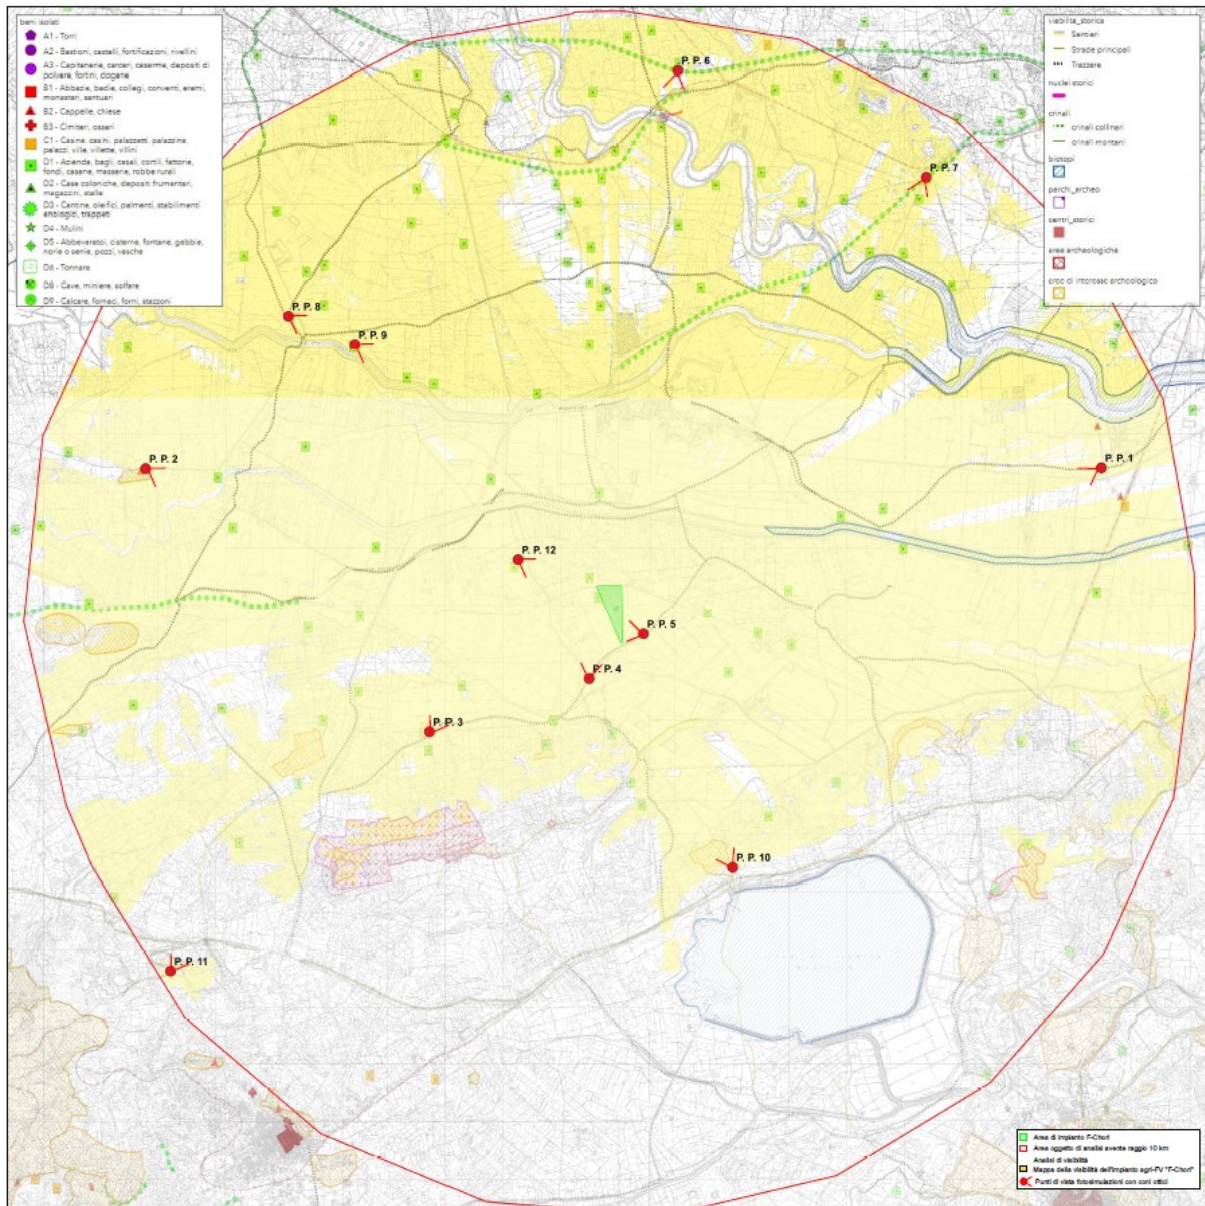 beni isolati
A1 - Torri
A2 - Bastioni, castelli, fortificazioni, rivellini
A3 - Capitanerie, carceri, caserme, depositi di
polvere, fortini, dogane
B1 - Abbazie, badie, collegi, conventi, eremi,
monasteri, santuari
B2 - Cappelle, chiese
B3 - Cimiteri, ossari
C1 - Casine, casini, palazzetti, palazzine,
palazzi, ville, villette, villini
D1 - Aziende, bagli, casali, cortili, fattorie,
fondi, casene, masserie, robbe rurali
D2 - Case coloniche, depositi frumentari,
magazzini, stalle
D3 - Cantine, oleifici, palmenti, stabilimenti
enologici, trappeti
D4 - Mulini
D5 - Abbeveratoi, cisterne, fontane, gebbie,
norie o senie, pozzi, vasche
D6 - Tonnare
D8 - Cave, miniere, solfare
D9 - Calcare, fornaci, forni, stazzoni
viabilita_storica
Sentieri
Strade principali
Trazzere
nuclei storici
crinali
crinali collinari
crinali montani
biotopi
parchi_archeo
centri_storici
aree archeologiche
aree di interesse archeologico
P. P. 6
P. P. 7
P. P. 8
P. P. 9
P. P. 2
P. P. 1
P. P. 12
P. P. 5
P. P. 4
P. P. 3
P. P. 10
P. P. 11
Area di impianto F-Chori
Area oggetto di analisi avente raggio 10 km
Analisi di visibilità
Mappa della visibilità dell'impianto agri-FV "F-Chori"
Punti di vista fotosimulazioni con coni ottici